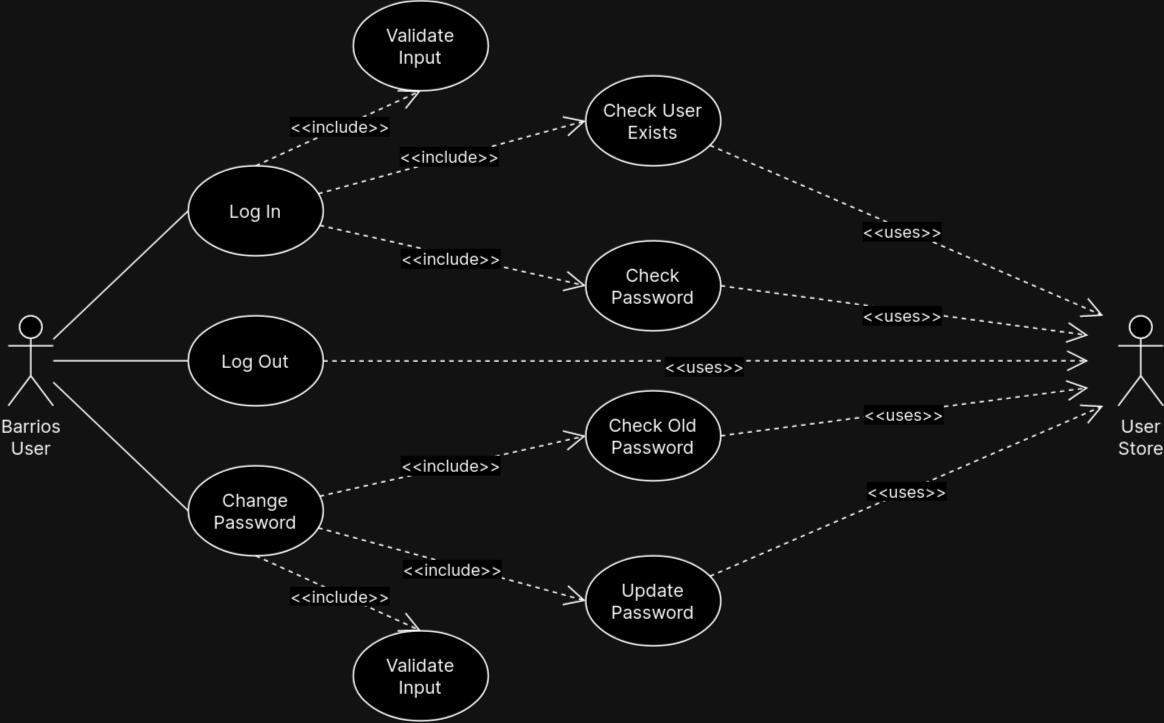 Validate
Input
<<include>>
Check User
Exists
<<include>>
Log In
<<uses>>
<<include>>
Check
Password
<<uses>>
Log Out
<<uses>>
Barrios
User
User
Store
Check Old
Password
<<uses>>
<<include>>
<<uses>>
Change
Password
<<include>>
<<include>>
Update
Password
Validate
Input